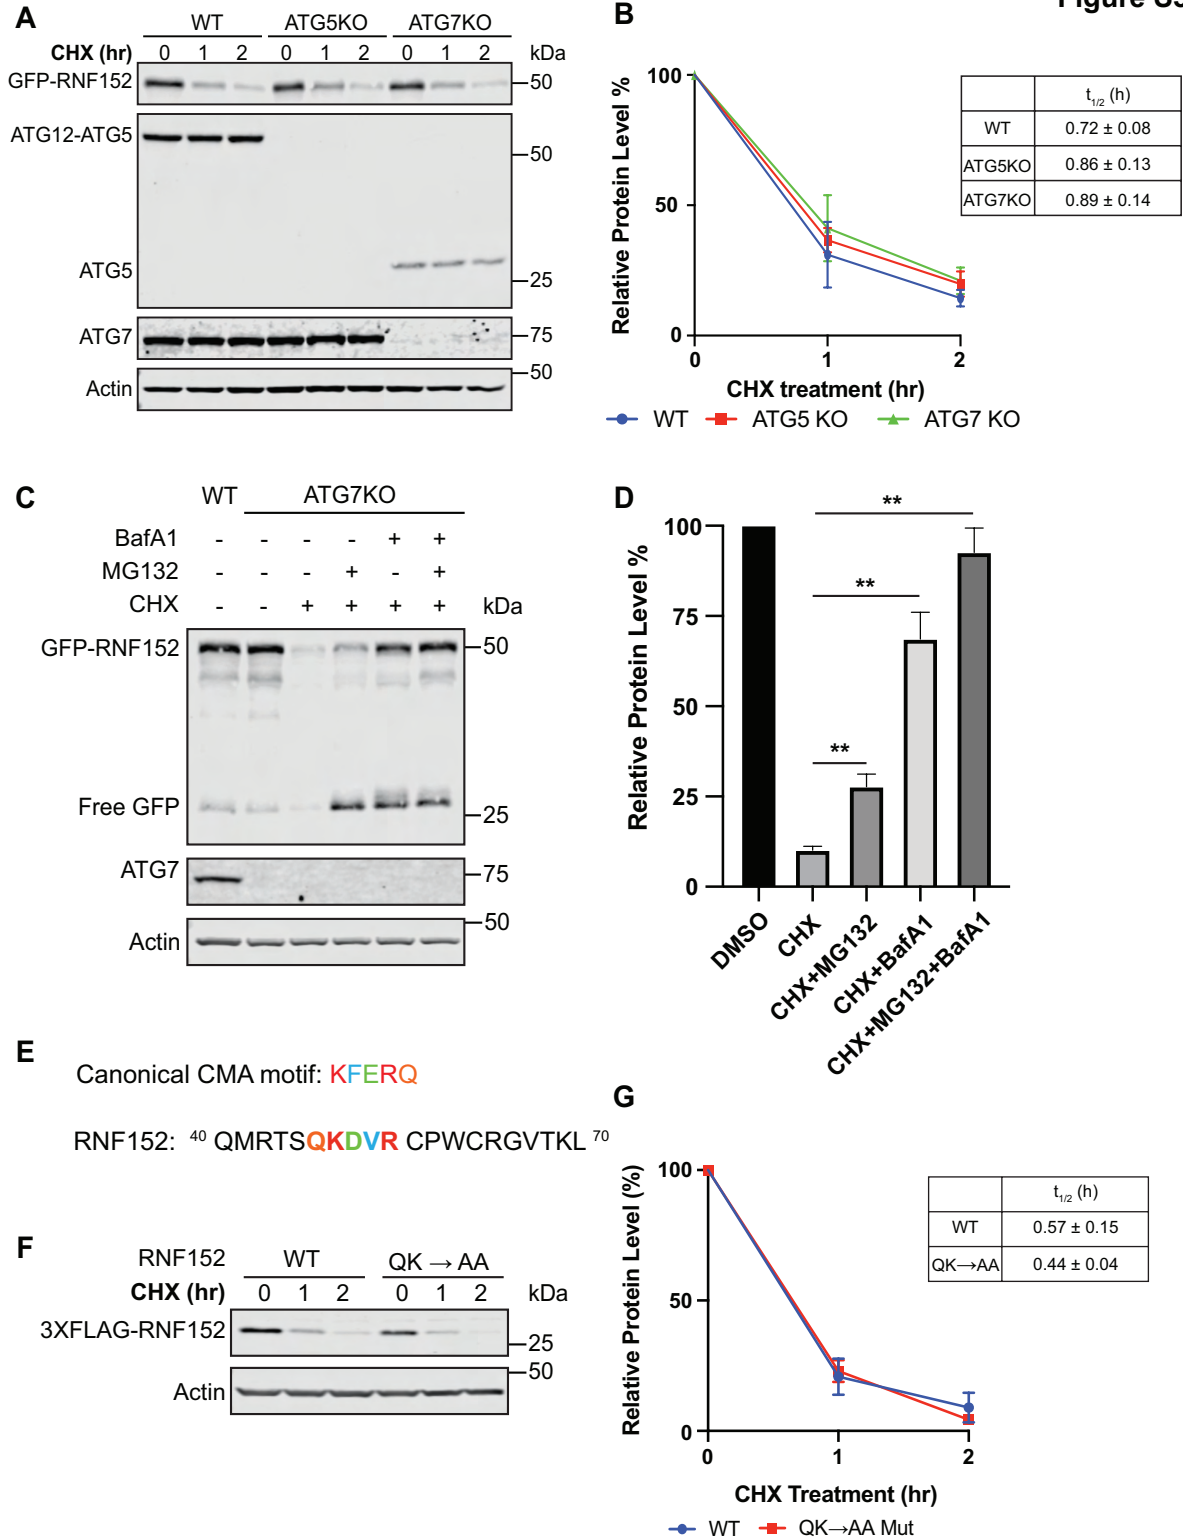 Figure S3
A
WT ATG5KO ATG7KO
CHX (hr) 0 1 2 0 1 2 0 1 2 kDa
GFP-RNF152 50
ATG12-ATG5 50
ATG5 25
ATG7 75
Actin 50
B
Relative Protein Level %
100
50
0
0 1 2
CHX treatment (hr)
WT ATG5 KO ATG7 KO
t1/2 (h)
WT 0.72 ± 0.08
ATG5KO 0.86 ± 0.13
ATG7KO 0.89 ± 0.14
C
WT ATG7KO
BafA1 - - - - + +
MG132 - - - + - +
CHX - - + + + + kDa
GFP-RNF152 50
Free GFP 25
ATG7 75
50
Actin
D
Relative Protein Level %
100
75
50
25
0
**
**
**
DMSO
CHX
CHX+MG132
CHX+BafA1
CHX+MG132+BafA1
E
Canonical CMA motif: KFERQ
RNF152: 40 QMRTSQKDVR CPWCRGVTKL 70
F
RNF152 WT QK → AA
CHX (hr) 0 1 2 0 1 2 kDa
3XFLAG-RNF152 25
50
Actin
G
Relative Protein Level (%)
100
50
0
0 1 2
CHX Treatment (hr)
WT QK→AA Mut
t1/2 (h)
WT 0.57 ± 0.15
QK→AA 0.44 ± 0.04